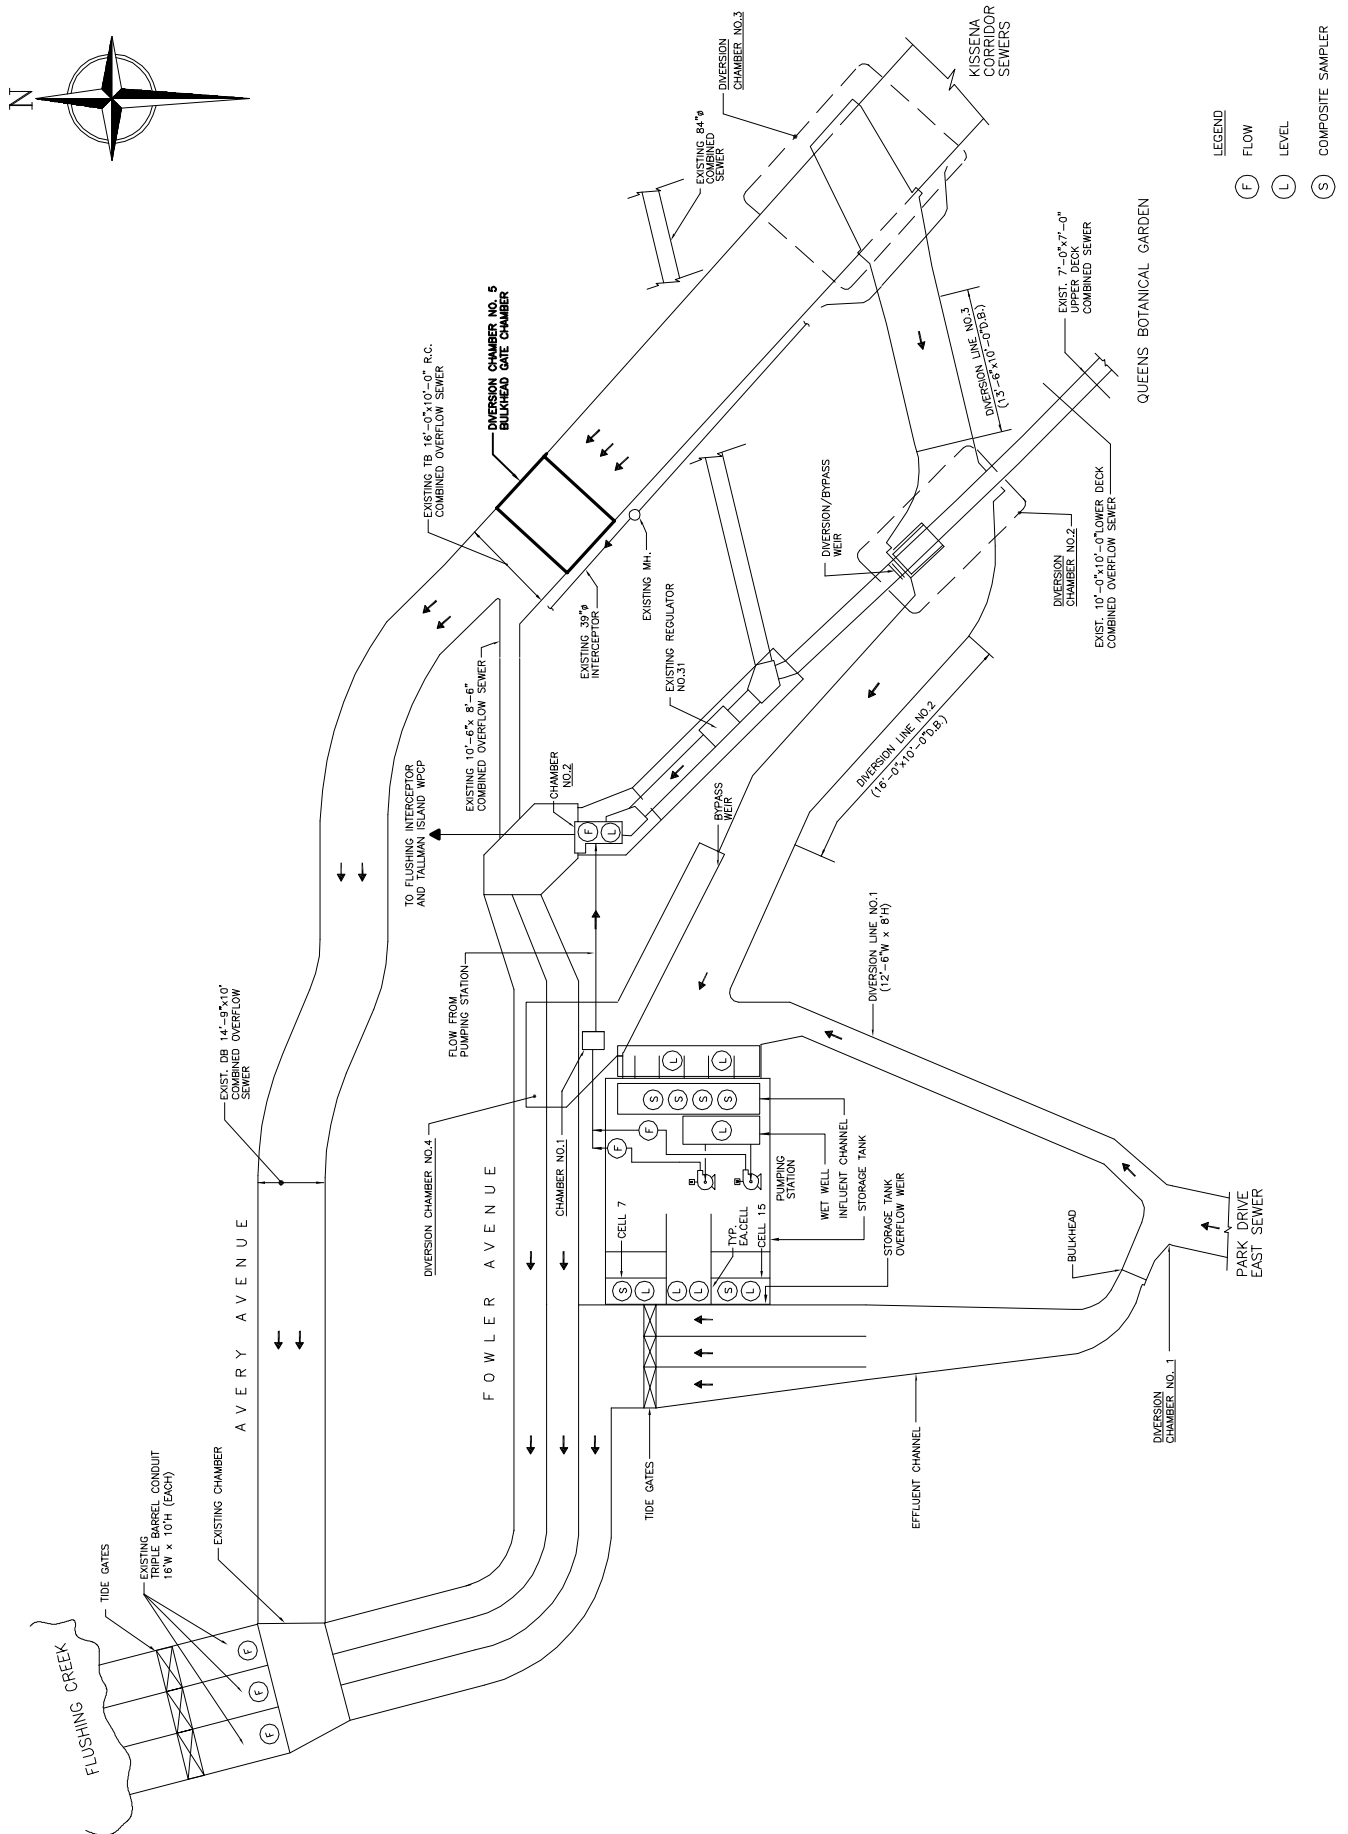 N
DIVERSION
CHAMBER NO.3
KISSENA
CORRIDOR
SEWERS
EXISTING 84"ø
COMBINED
SEWER
LEGEND
F FLOW
L LEVEL
S COMPOSITE SAMPLER
DIVERSION CHAMBER NO. 5
BULKHEAD GATE CHAMBER
EXISTING TB 16'-0"x10'-0" R.C.
COMBINED OVERFLOW SEWER
DIVERSION LINE NO.3
(13'-6"x10'-0"D.B.)
EXIST. 7'-0"x7'-0"
UPPER DECK
COMBINED SEWER
QUEENS BOTANICAL GARDEN
DIVERSION/BYPASS
WEIR
DIVERSION
CHAMBER NO.2
EXIST. 10'-0"x10'-0"LOWER DECK
COMBINED OVERFLOW SEWER
EXISTING MH.
EXISTING 39"ø
INTERCEPTOR
EXISTING REGULATOR
NO.31
EXISTING 10'-6"x 8'-6"
COMBINED OVERFLOW SEWER
CHAMBER
NO.2
TO FLUSHING INTERCEPTOR
AND TALLMAN ISLAND WPCP
F
L
BYPASS
WEIR
DIVERSION LINE NO.2
(16'-0"x10'-0"D.B.)
DIVERSION LINE NO.1
(12'-6"W x 8'H)
FLOW FROM
PUMPING STATION
EXIST. DB 14'-9"x10'
COMBINED OVERFLOW
SEWER
DIVERSION CHAMBER NO.4
CHAMBER NO.1
L
L
S
S
S
S
L
F
F
PUMPING
STATION
WET WELL
INFLUENT CHANNEL
STORAGE TANK
STORAGE TANK
OVERFLOW WEIR
CELL 7
TYP.
EA.CELL
CELL 15
S
L
L
L
S
L
AVERY AVENUE
FOWLER AVENUE
BULKHEAD
PARK DRIVE
EAST SEWER
DIVERSION
CHAMBER NO. 1
EFFLUENT CHANNEL
TIDE GATES
EXISTING CHAMBER
EXISTING
TRIPLE BARREL CONDUIT
16'W x 10'H (EACH)
TIDE GATES
F
F
F
FLUSHING CREEK